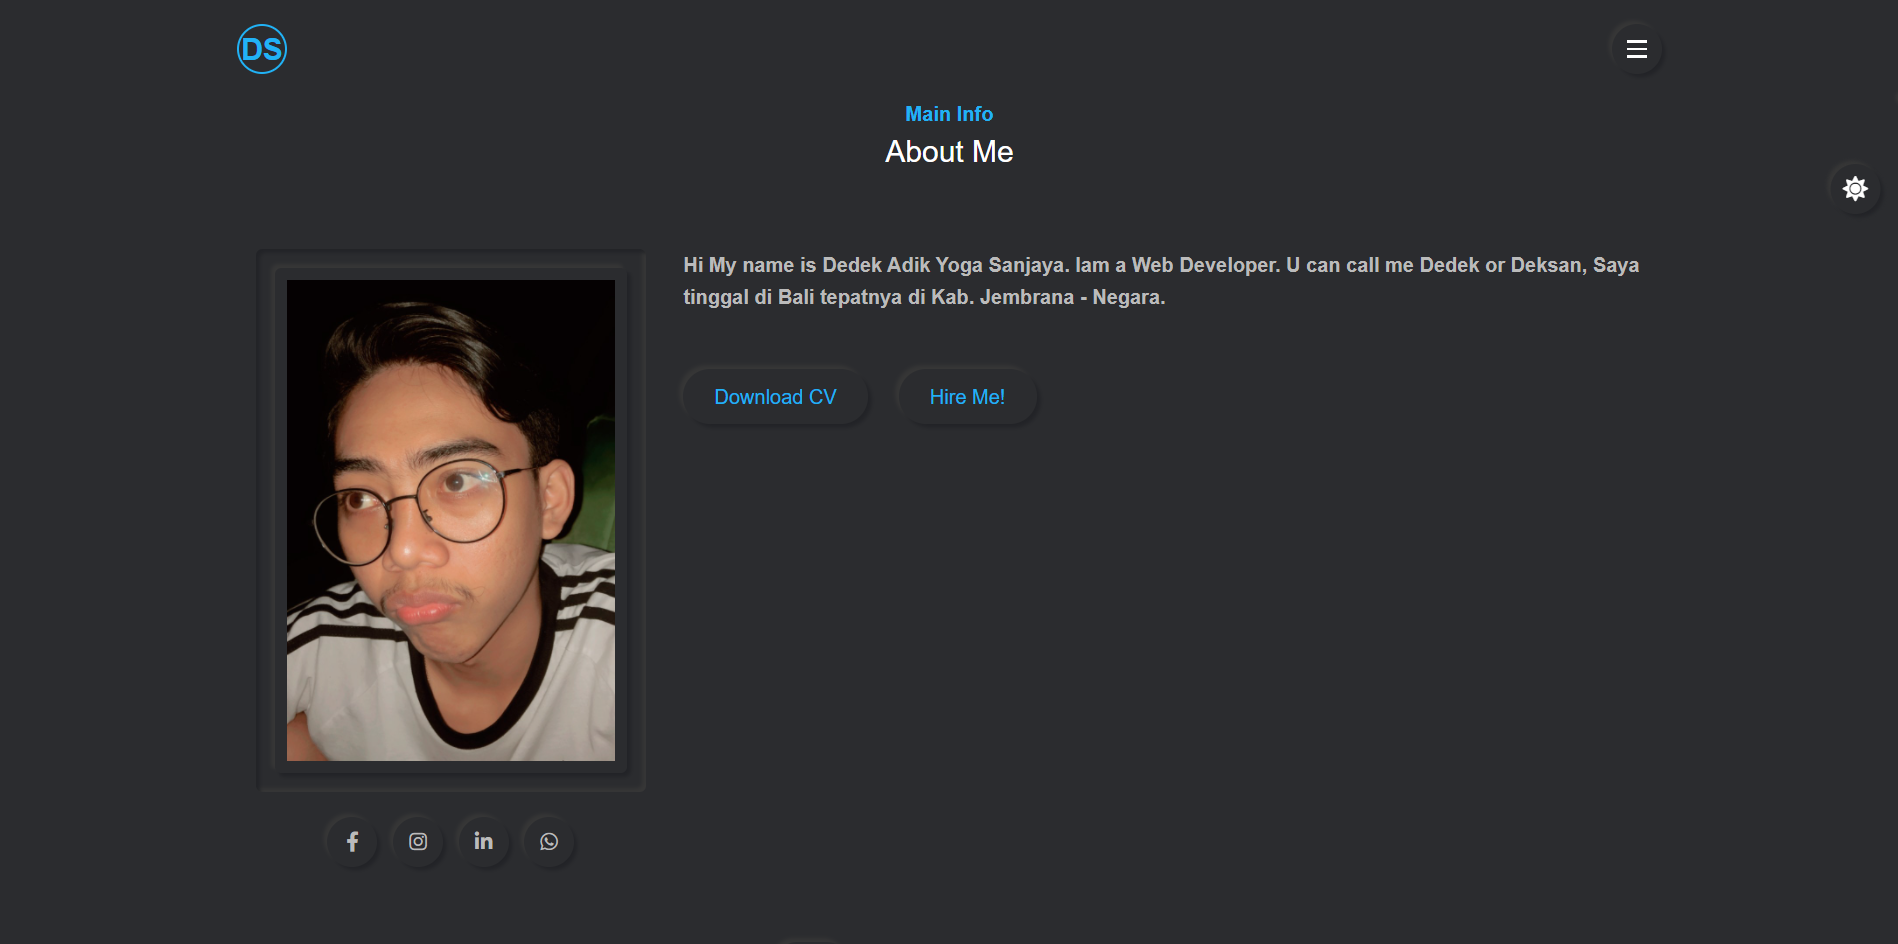 DS
Main Info
About Me
Hi My name is Dedek Adik Yoga Sanjaya. Iam a Web Developer. U can call me Dedek or Deksan, Saya
tinggal di Bali tepatnya di Kab. Jembrana - Negara.
Download CV
Hire Me!